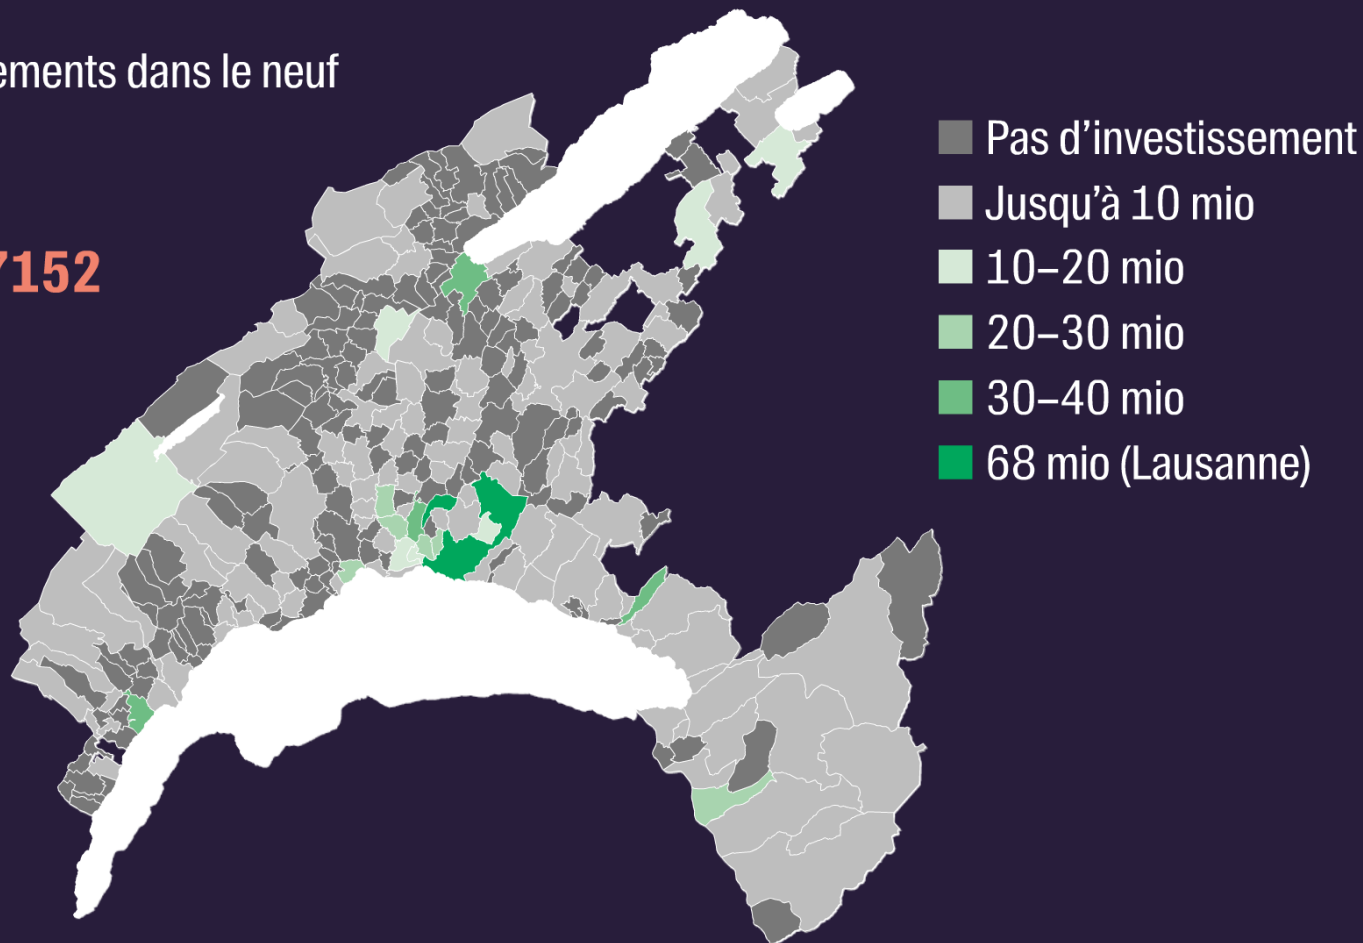 ements dans le neuf
7152
Pas d’investissement
Jusqu’à 10 mio
10–20 mio
20–30 mio
30–40 mio
68 mio (Lausanne)